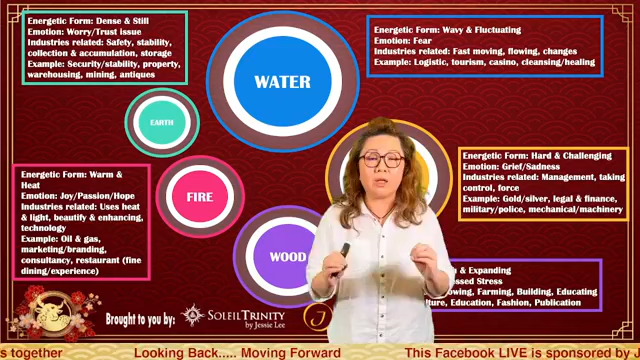 Energetic Form: Dense & Still
Emotion: Worry/Trust issue
Industries related: Safety, stability,
collection & accumulation, storage
Example: Security/stability, property,
warehousing, mining, antiques
EARTH
WATER
Energetic Form: Wavy & Fluctuating
Emotion: Fear
Industries related: Fast moving, flowing, changes
Example: Logistic, tourism, casino, cleansing/healing
Energetic Form: Warm &
Heat
Emotion: Joy/Passion/Hope
Industries related: Uses heat
& light, beautify & enhancing,
technology
Example: Oil & gas,
marketing/branding,
consultancy, restaurant (fine
dining/experience)
FIRE
Energetic Form: Hard & Challenging
Emotion: Grief/Sadness
Industries related: Management, taking
control, force
Example: Gold/silver, legal & finance,
military/police, mechanical/machinery
WOOD
& Expanding
ssed Stress
owing, Farming, Building, Educating
ture, Education, Fashion, Publication
Brought to you by:
SOLEIL TRINITY
by Jessie Lee
J
s together
Looking Back..... Moving Forward
This Facebook LIVE is sponsored by J